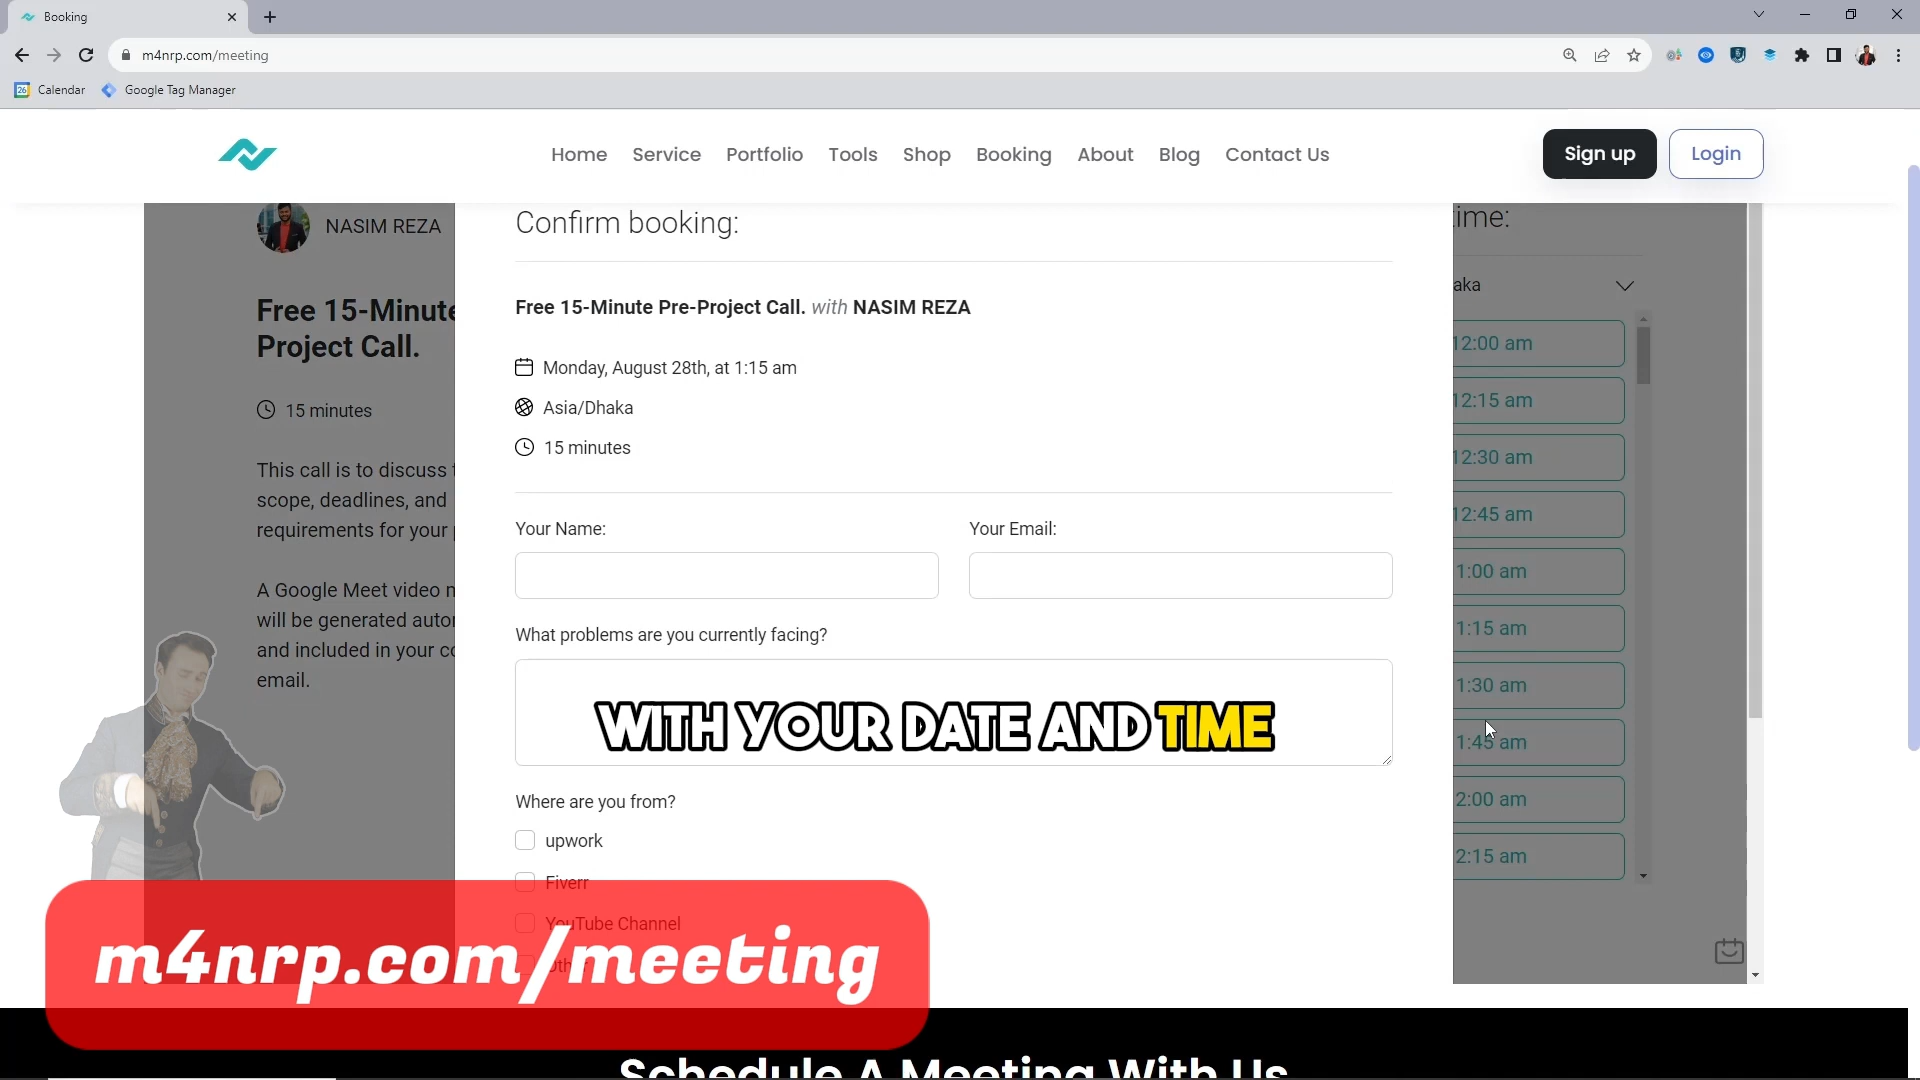 Booking
m4nrp.com/meeting
26 Calendar
Google Tag Manager
Home Service Portfolio Tools Shop Booking About Blog Contact Us
Sign up
Login
NASIM REZA
Free 15-Minute
Project Call.
15 minutes
This call is to discuss
scope, deadlines, and
requirements for your
A Google Meet video
will be generated
and included in your
email.
Confirm booking:
Free 15-Minute Pre-Project Call. with NASIM REZA
Monday, August 28th, at 1:15 am
Asia/Dhaka
15 minutes
Your Name:
Your Email:
What problems are you currently facing?
WITH YOUR DATE AND TIME
Where are you from?
upwork
Fiverr
YouTube Channel
ime:
aka
12:00 am
12:15 am
12:30 am
12:45 am
1:00 am
1:15 am
1:30 am
1:45 am
2:00 am
2:15 am
m4nrp.com/meeting
Schedule A Meeting With Us